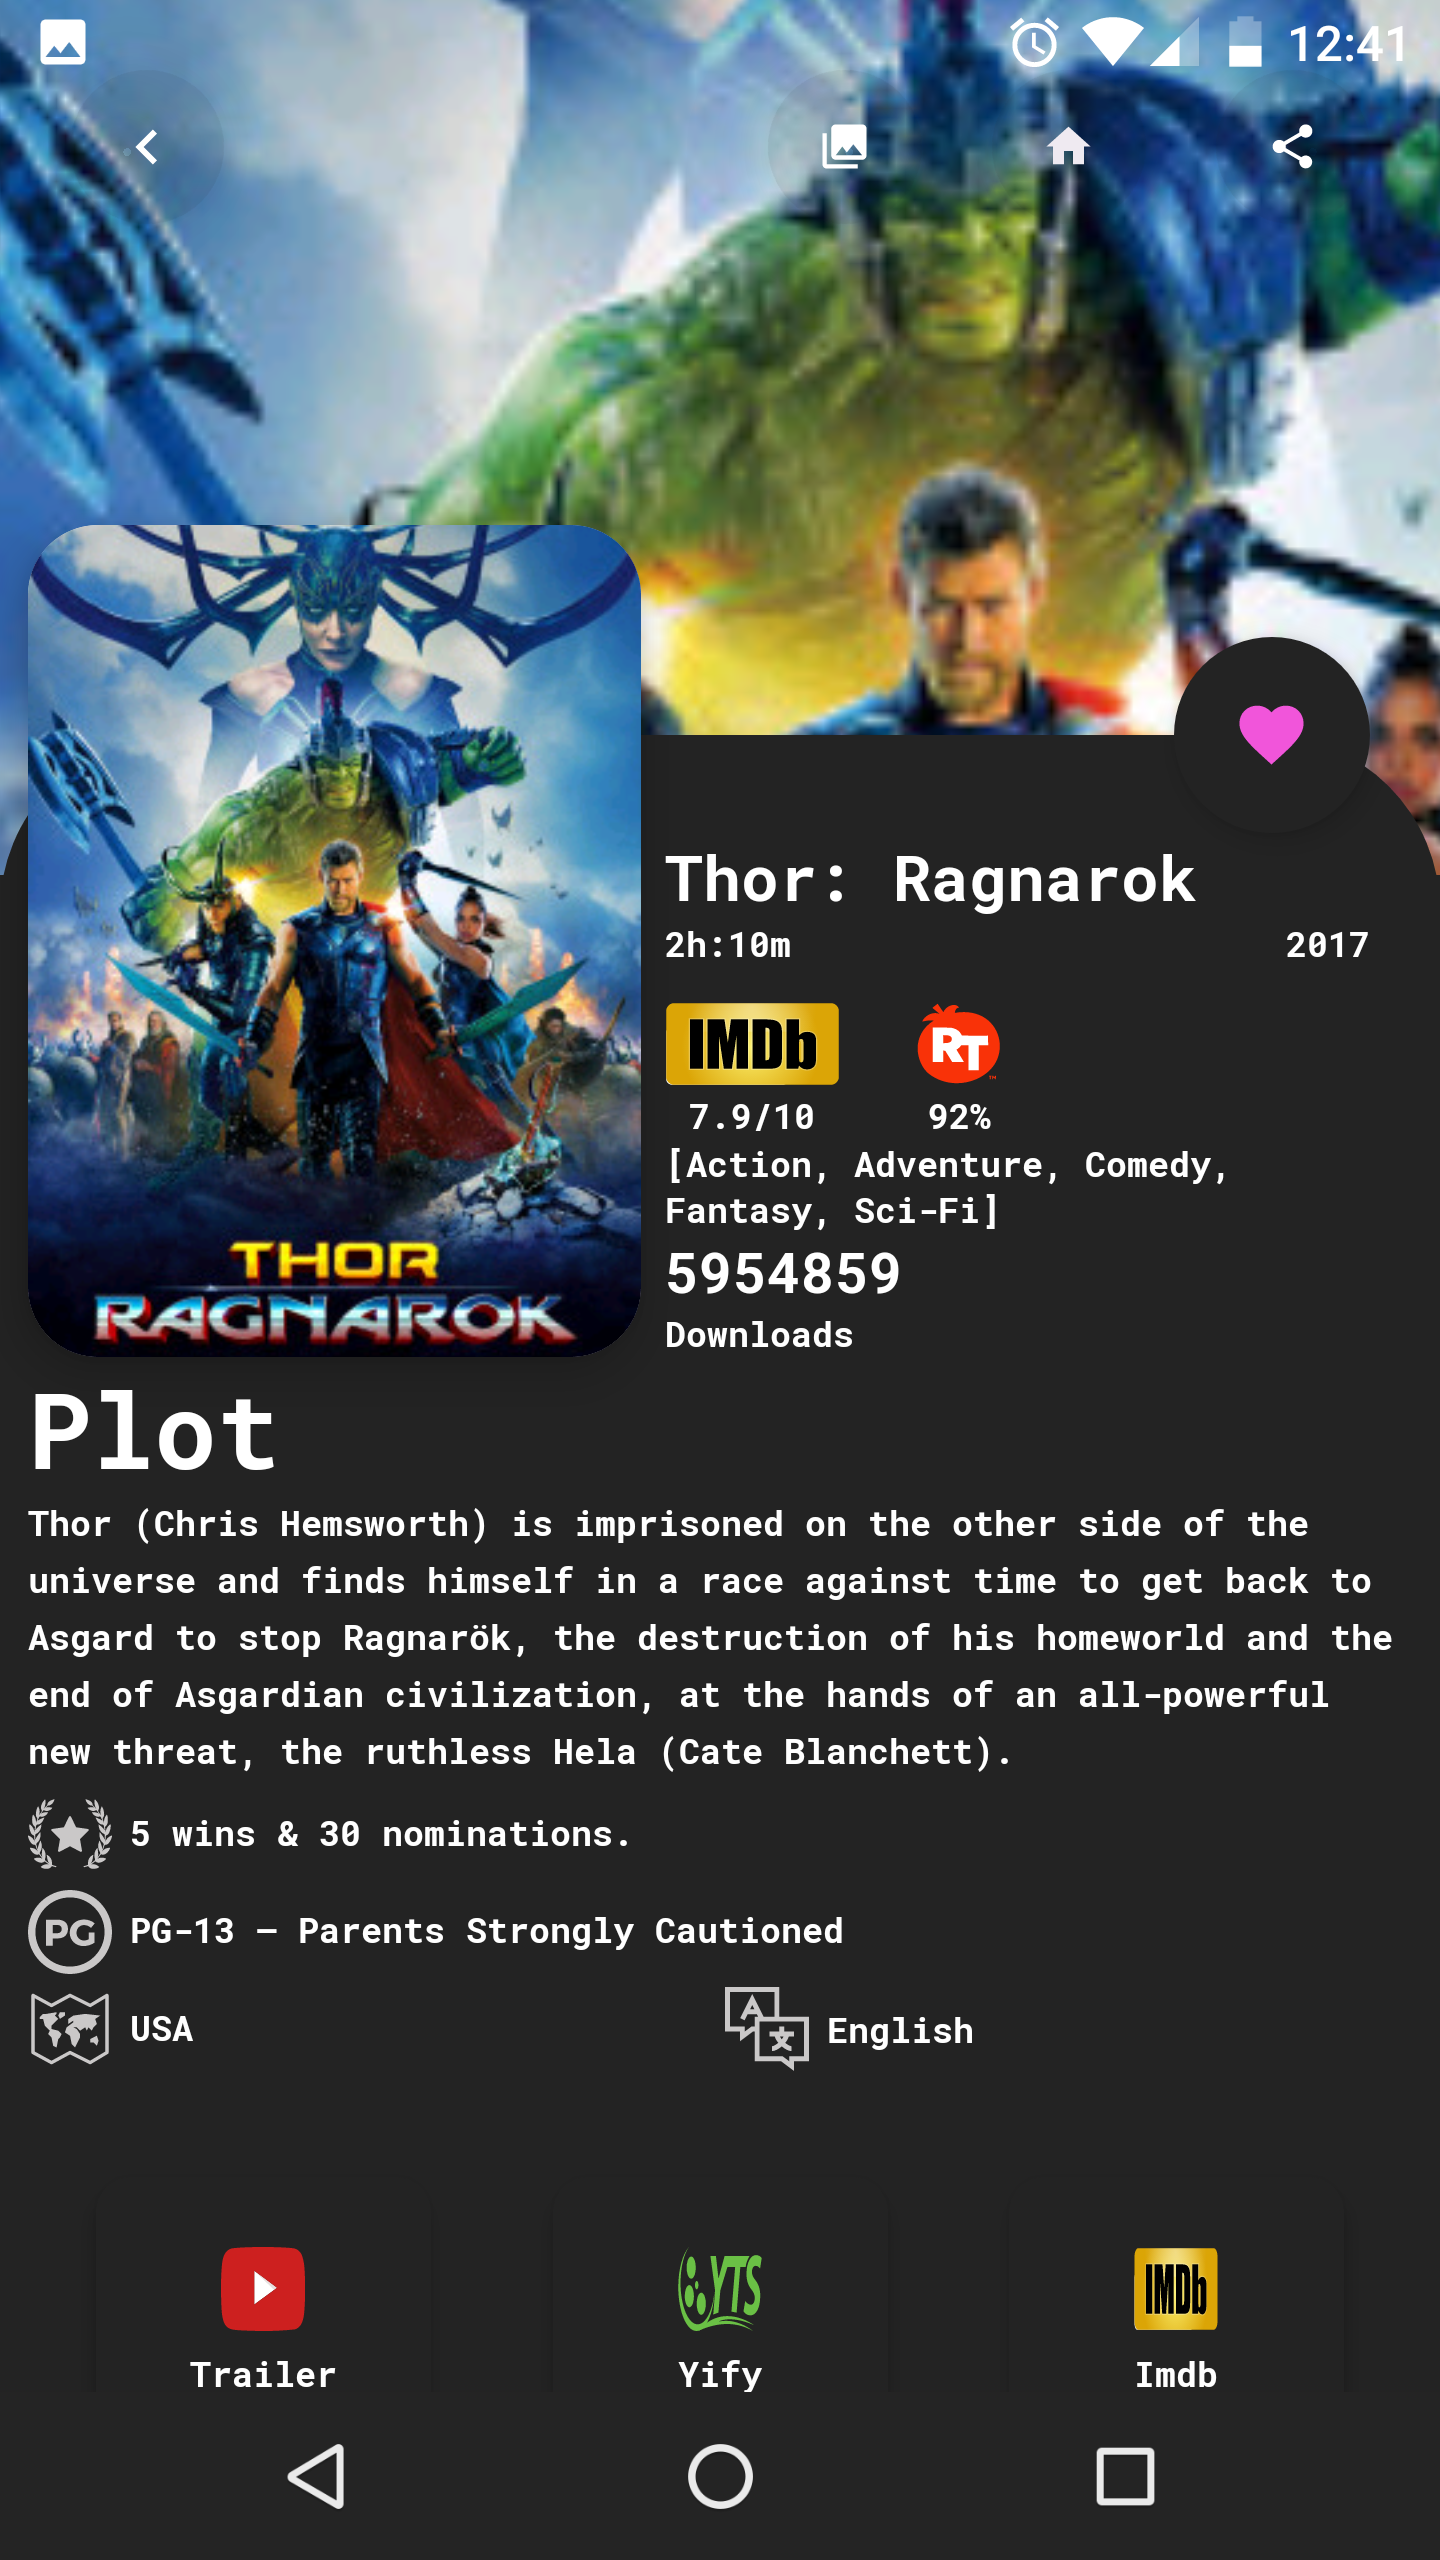 12:41
THOR
RAGNAROK
Thor: Ragnarok
2h:10m 2017
IMDb RT
7.9/10 92%
[Action, Adventure, Comedy,
Fantasy, Sci-Fi]
5954859
Downloads
Plot
Thor (Chris Hemsworth) is imprisoned on the other side of the
universe and finds himself in a race against time to get back to
Asgard to stop Ragnarök, the destruction of his homeworld and the
end of Asgardian civilization, at the hands of an all-powerful
new threat, the ruthless Hela (Cate Blanchett).
5 wins & 30 nominations.
PG PG-13 – Parents Strongly Cautioned
USA A 文 English
YTS IMDb
Trailer Yify Imdb